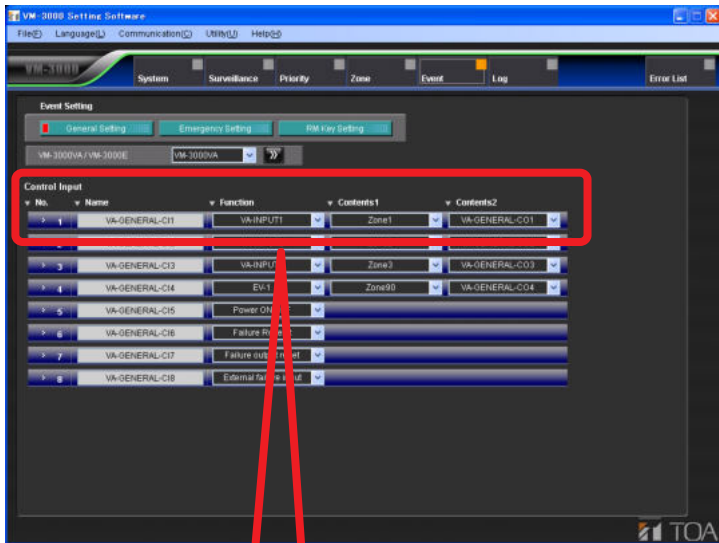 VM-3000 Setting Software
File(F) Language(L) Communication(C) Utility(U) Help(H)
VM-3000 System Surveillance Priority Zone Event Log Error List
Event Setting
General Setting Emergency Setting RM Key Setting
VM-3000VA / VM-3000E VM-3000VA
Control Input
No. Name Function Contents1 Contents2
1 VA-GENERAL-CI1 VA-INPUT1 Zone1 VA-GENERAL-CO1
3 VA-GENERAL-CI3 Zone3 VA-GENERAL-CO3
4 VA-GENERAL-CI4 EV-1 Zone90 VA-GENERAL-CO4
5 VA-GENERAL-CI5 Power
6 VA-GENERAL-CI6 Failure
7 VA-GENERAL-CI7 Failure output reset
8 VA-GENERAL-CI8 External failure input
TOA